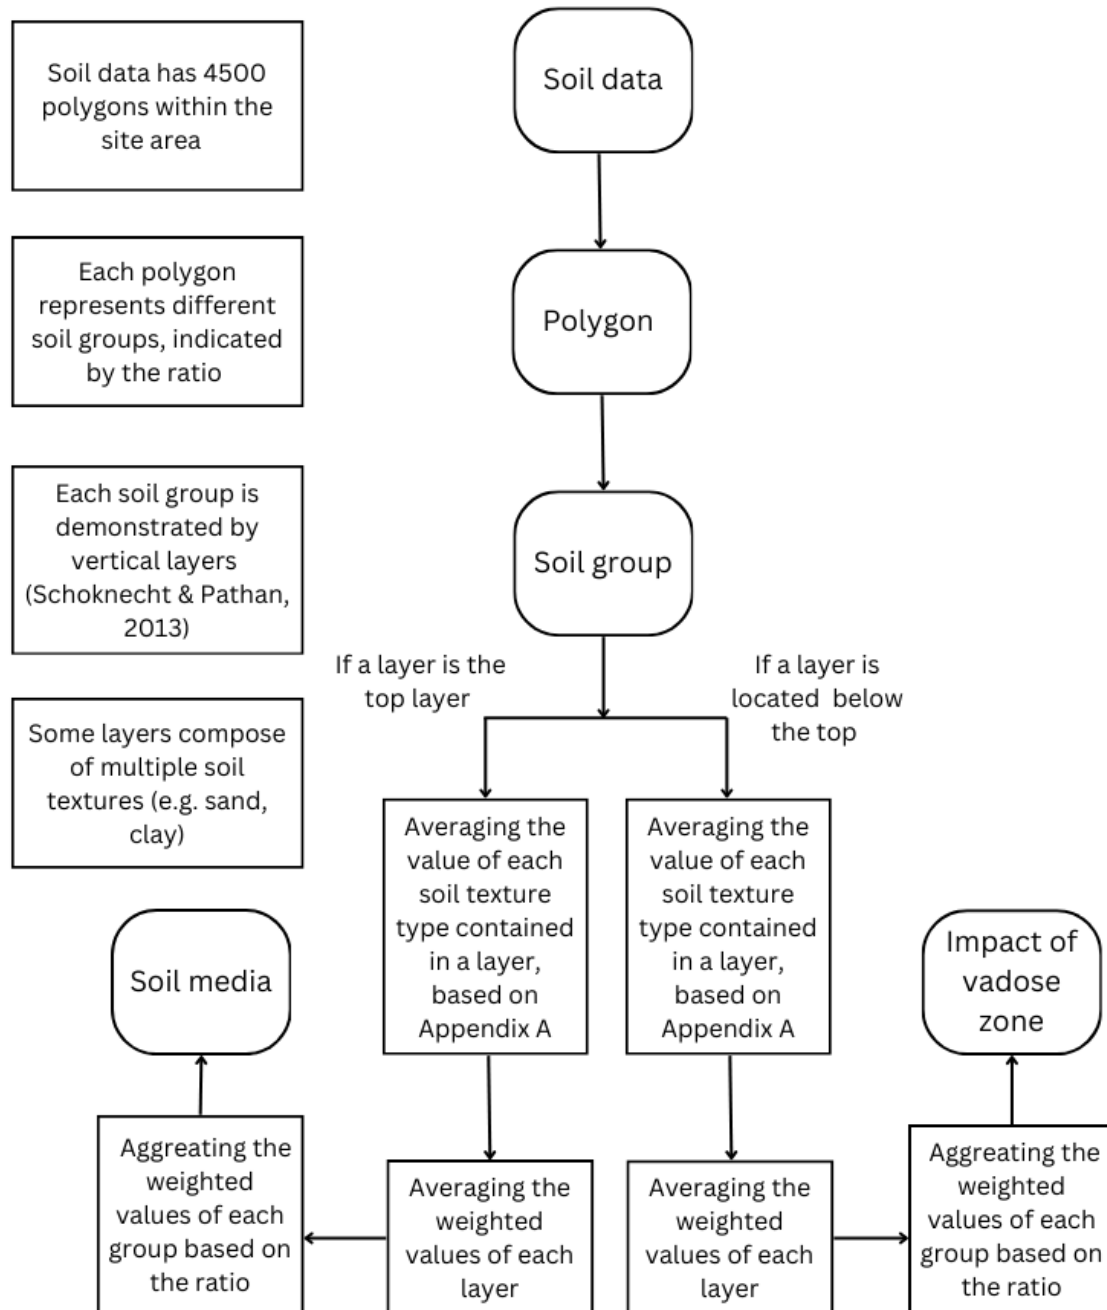 Soil data has 4500
polygons within the
site area
Soil data
Each polygon
represents different
soil groups, indicated
by the ratio
Polygon
Each soil group is
demonstrated by
vertical layers
(Schoknecht & Pathan,
2013)
Soil group
If a layer is the
top layer
If a layer is
located below
the top
Some layers compose
of multiple soil
textures (e.g. sand,
clay)
Averaging the
value of each
soil texture
type contained
in a layer,
based on
Appendix A
Averaging the
value of each
soil texture
type contained
in a layer,
based on
Appendix A
Soil media
Impact of
vadose
zone
Aggreating the
weighted
values of each
group based on
the ratio
Averaging the
weighted
values of each
layer
Averaging the
weighted
values of each
layer
Aggreating the
weighted
values of each
group based on
the ratio